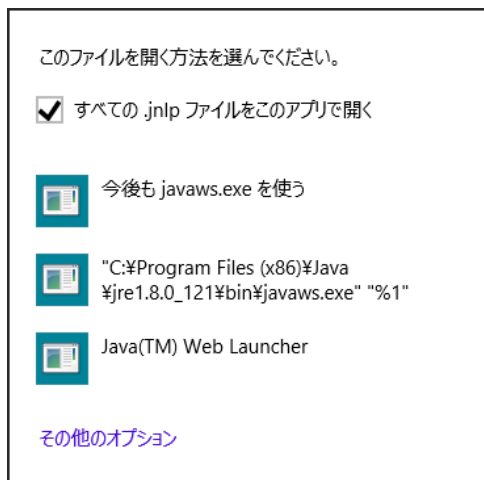 このファイルを開く方法を選んでください。
すべての .jnlp ファイルをこのアプリで開く
今後も javaws.exe を使う
"C:¥Program Files (x86)¥Java
¥jre1.8.0_121¥bin¥javaws.exe" "%1"
Java(TM) Web Launcher
その他のオプション